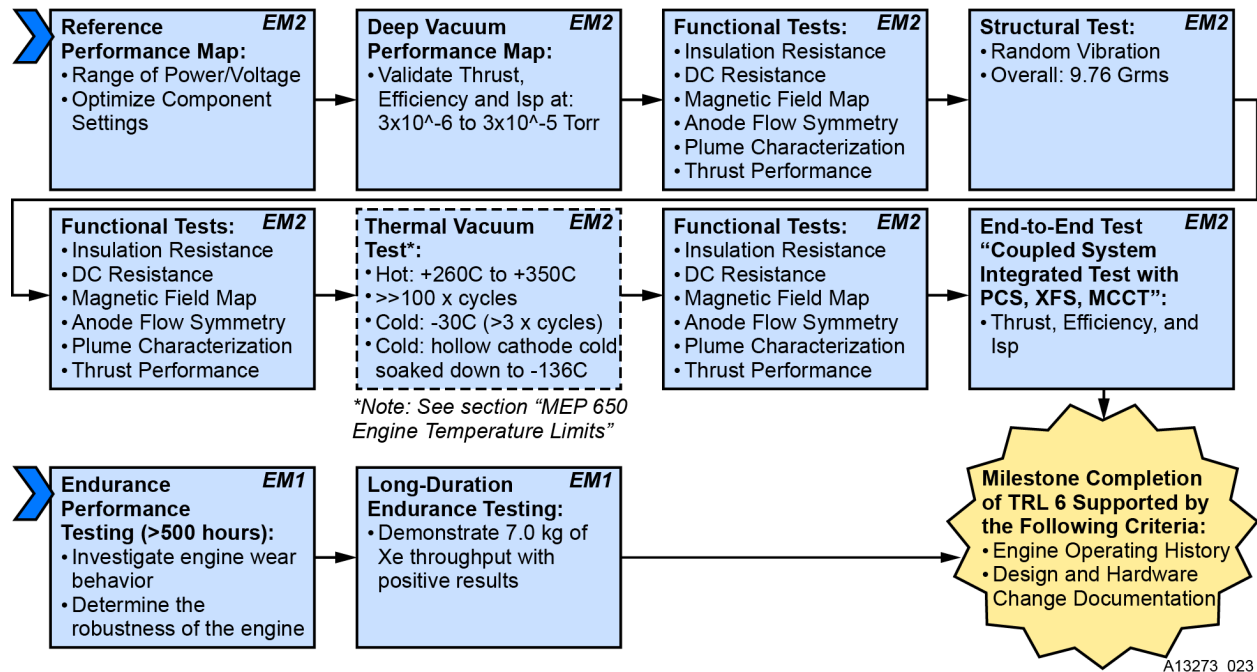 Reference EM2
Performance Map:
• Range of Power/Voltage
• Optimize Component
Settings
Deep Vacuum EM2
Performance Map:
• Validate Thrust,
Efficiency and Isp at:
3x10^-6 to 3x10^-5 Torr
Functional Tests: EM2
• Insulation Resistance
• DC Resistance
• Magnetic Field Map
• Anode Flow Symmetry
• Plume Characterization
• Thrust Performance
Structural Test: EM2
• Random Vibration
• Overall: 9.76 Grms
Functional Tests: EM2
• Insulation Resistance
• DC Resistance
• Magnetic Field Map
• Anode Flow Symmetry
• Plume Characterization
• Thrust Performance
Thermal Vacuum EM2
Test*:
• Hot: +260C to +350C
• >>100 x cycles
• Cold: -30C (>3 x cycles)
• Cold: hollow cathode cold
soaked down to -136C
*Note: See section “MEP 650
Engine Temperature Limits”
Functional Tests: EM2
• Insulation Resistance
• DC Resistance
• Magnetic Field Map
• Anode Flow Symmetry
• Plume Characterization
• Thrust Performance
End-to-End Test EM2
“Coupled System
Integrated Test with
PCS, XFS, MCCT”:
• Thrust, Efficiency, and
Isp
Endurance EM1
Performance
Testing (>500 hours):
• Investigate engine wear
behavior
• Determine the
robustness of the engine
Long-Duration EM1
Endurance Testing:
• Demonstrate 7.0 kg of
Xe throughput with
positive results
Milestone Completion
of TRL 6 Supported by
the Following Criteria:
• Engine Operating History
• Design and Hardware
Change Documentation
A13273_023